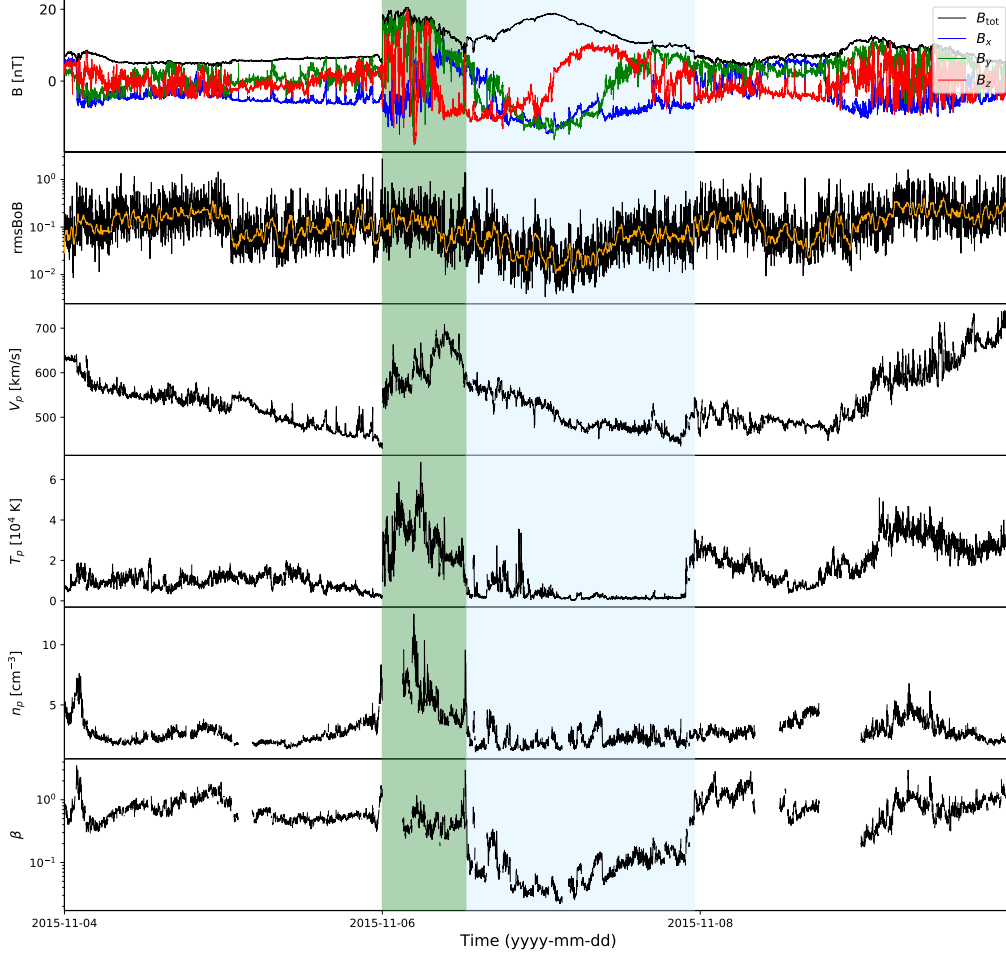 20
0
B [nT]
B_tot
B_x
B_y
B_z
10^0
10^−1
10^−2
rmsBoB
700
600
500
V_p [km/s]
6
4
2
0
T_p [10^4 K]
10
5
n_p [cm^−3]
10^0
10^−1
β
2015-11-04 2015-11-06 2015-11-08
Time (yyyy-mm-dd)